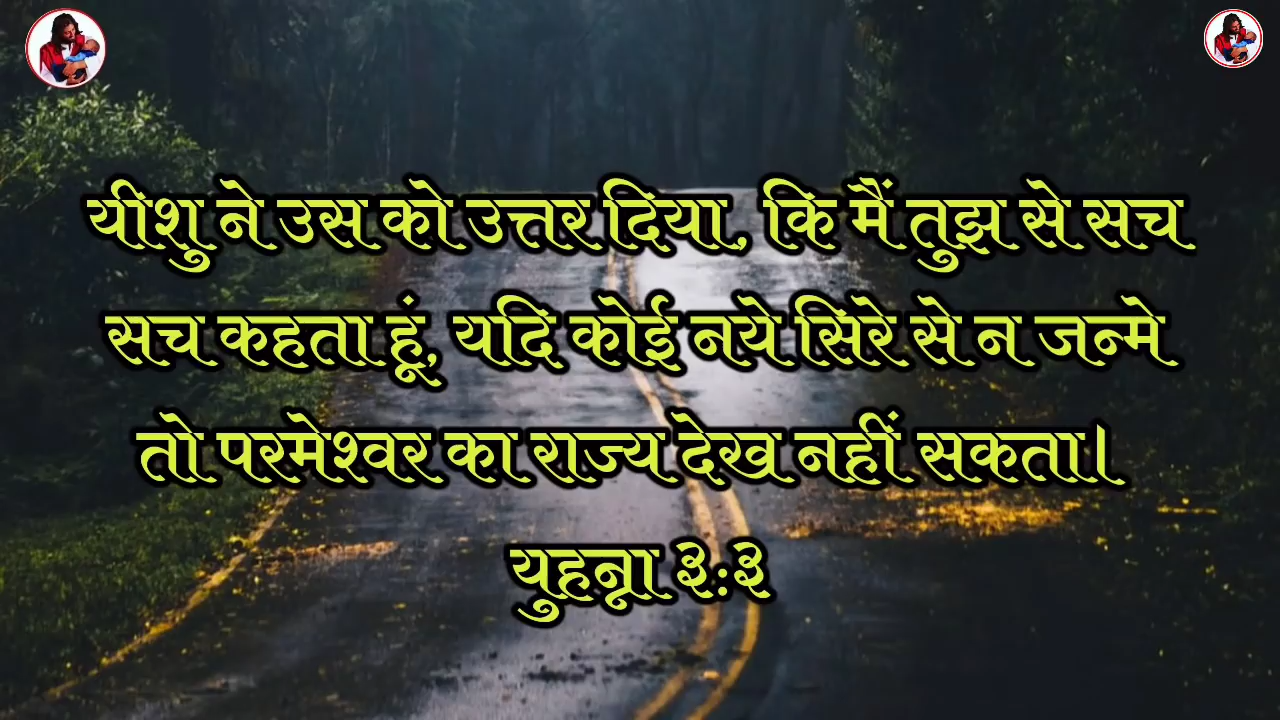 यीशु ने उस को उत्तर दिया, कि मैं तुझ से सच
सच कहता हूं, यदि कोई नये सिरे से न जन्मे
तो परमेश्वर का राज्य देख नहीं सकता।
युहन्ना ३:३